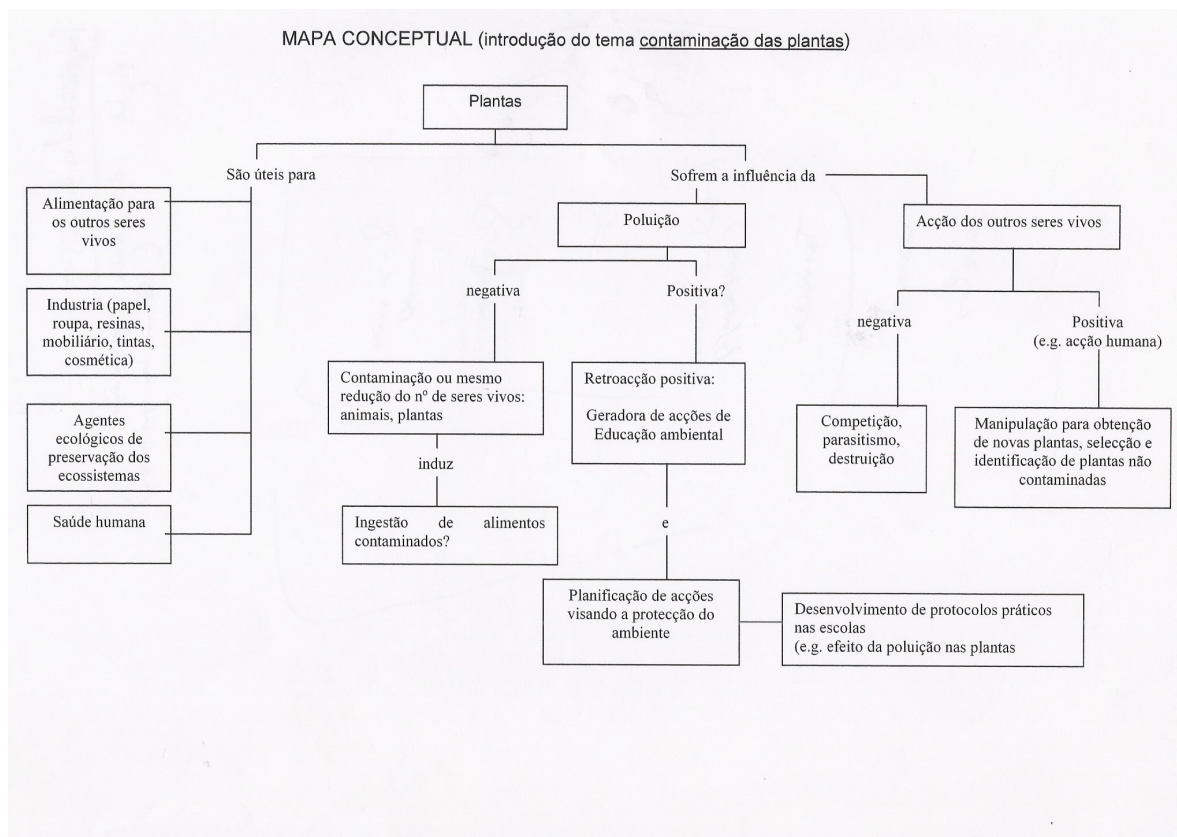 MAPA CONCEPTUAL (introdução do tema contaminação das plantas)
Plantas
São úteis para
Sofrem a influência da
Alimentação para
os outros seres
vivos
Industria (papel,
roupa, resinas,
mobiliário, tintas,
cosmética)
Agentes
ecológicos de
preservação dos
ecossistemas
Saúde humana
Poluição
negativa
Positiva?
Contaminação ou mesmo
redução do nº de seres vivos:
animais, plantas
induz
Ingestão de alimentos
contaminados?
Retroacção positiva:
Geradora de acções de
Educação ambiental
e
Planificação de acções
visando a protecção do
ambiente
Desenvolvimento de protocolos práticos
nas escolas
(e.g. efeito da poluição nas plantas
Acção dos outros seres vivos
negativa
Positiva
(e.g. acção humana)
Competição,
parasitismo,
destruição
Manipulação para obtenção
de novas plantas, selecção e
identificação de plantas não
contaminadas